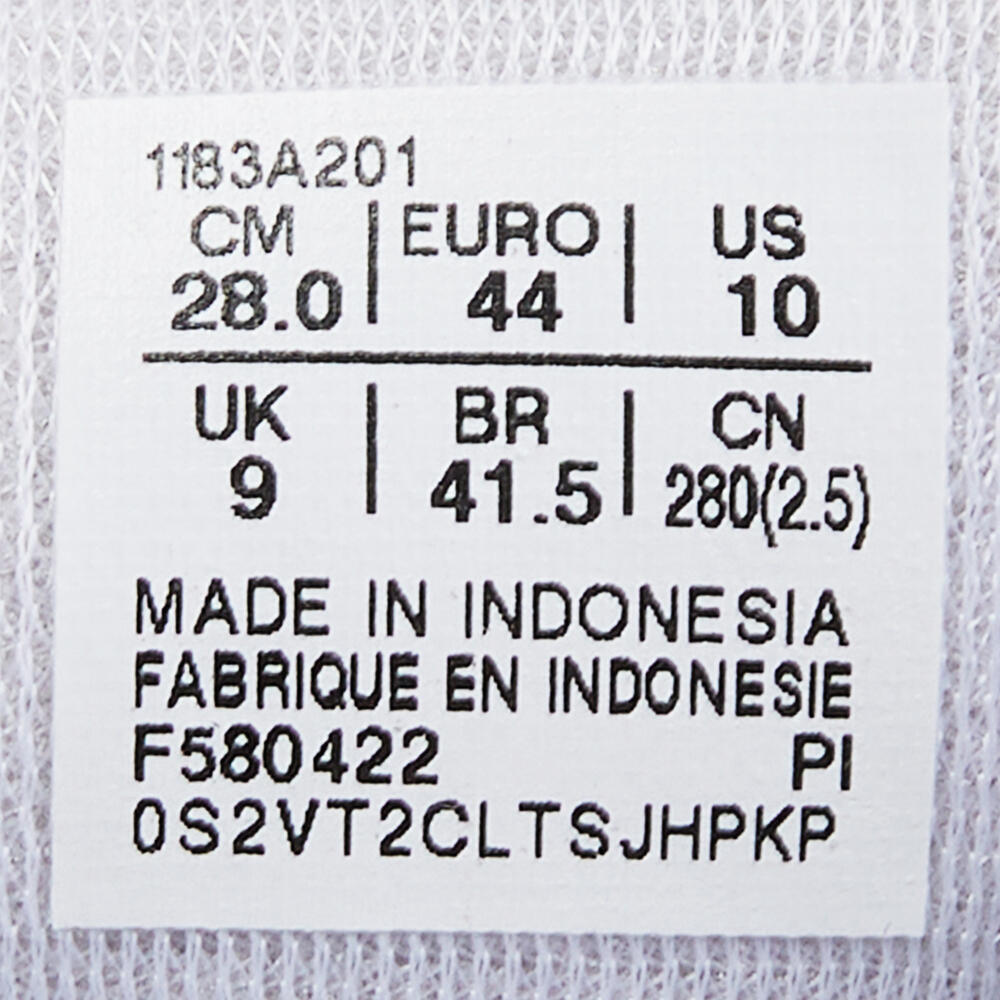 1183A201
CM | EURO | US
28.0 | 44 | 10
UK | BR | CN
9 | 41.5 | 280(2.5)
MADE IN INDONESIA
FABRIQUE EN INDONESIE
F580422 PI
0S2VT2CLTSJHPKP